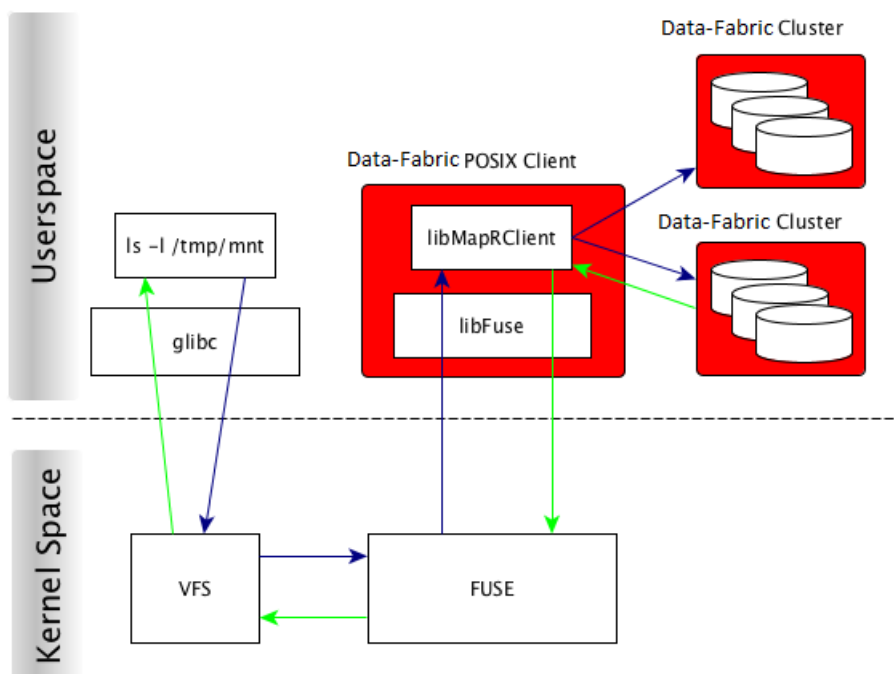 Userspace
Data-Fabric Cluster
Data-Fabric POSIX Client
ls -l /tmp/mnt
libMapRClient
Data-Fabric Cluster
glibc
libFuse
Kernel Space
VFS
FUSE